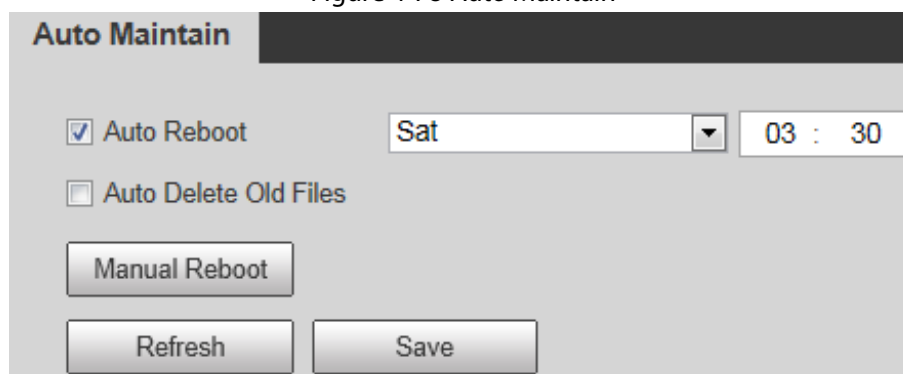 Auto Maintain
Auto Reboot Sat 03 : 30
Auto Delete Old Files
Manual Reboot
Refresh Save